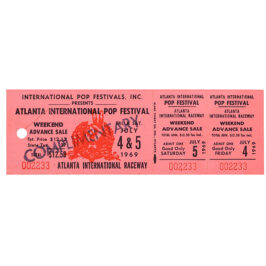 INTERNATIONAL POP FESTIVALS, INC.
PRESENTS
ATLANTA INTERNATIONAL POP FESTIVAL
WEEKEND
ADVANCE SALE
COMPLIMENTARY
JULY
4 & 5
1969
$12.50
002233
ATLANTA INTERNATIONAL RACEWAY
ATLANTA INTERNATIONAL
POP FESTIVAL
ATLANTA INTERNATIONAL RACEWAY
WEEKEND
ADVANCE SALE
ADMIT ONE
Good Only
SATURDAY
JULY
5
1969
002233
ATLANTA INTERNATIONAL
POP FESTIVAL
ATLANTA INTERNATIONAL RACEWAY
WEEKEND
ADVANCE SALE
ADMIT ONE
Good Only
FRIDAY
JULY
4
1969
002233